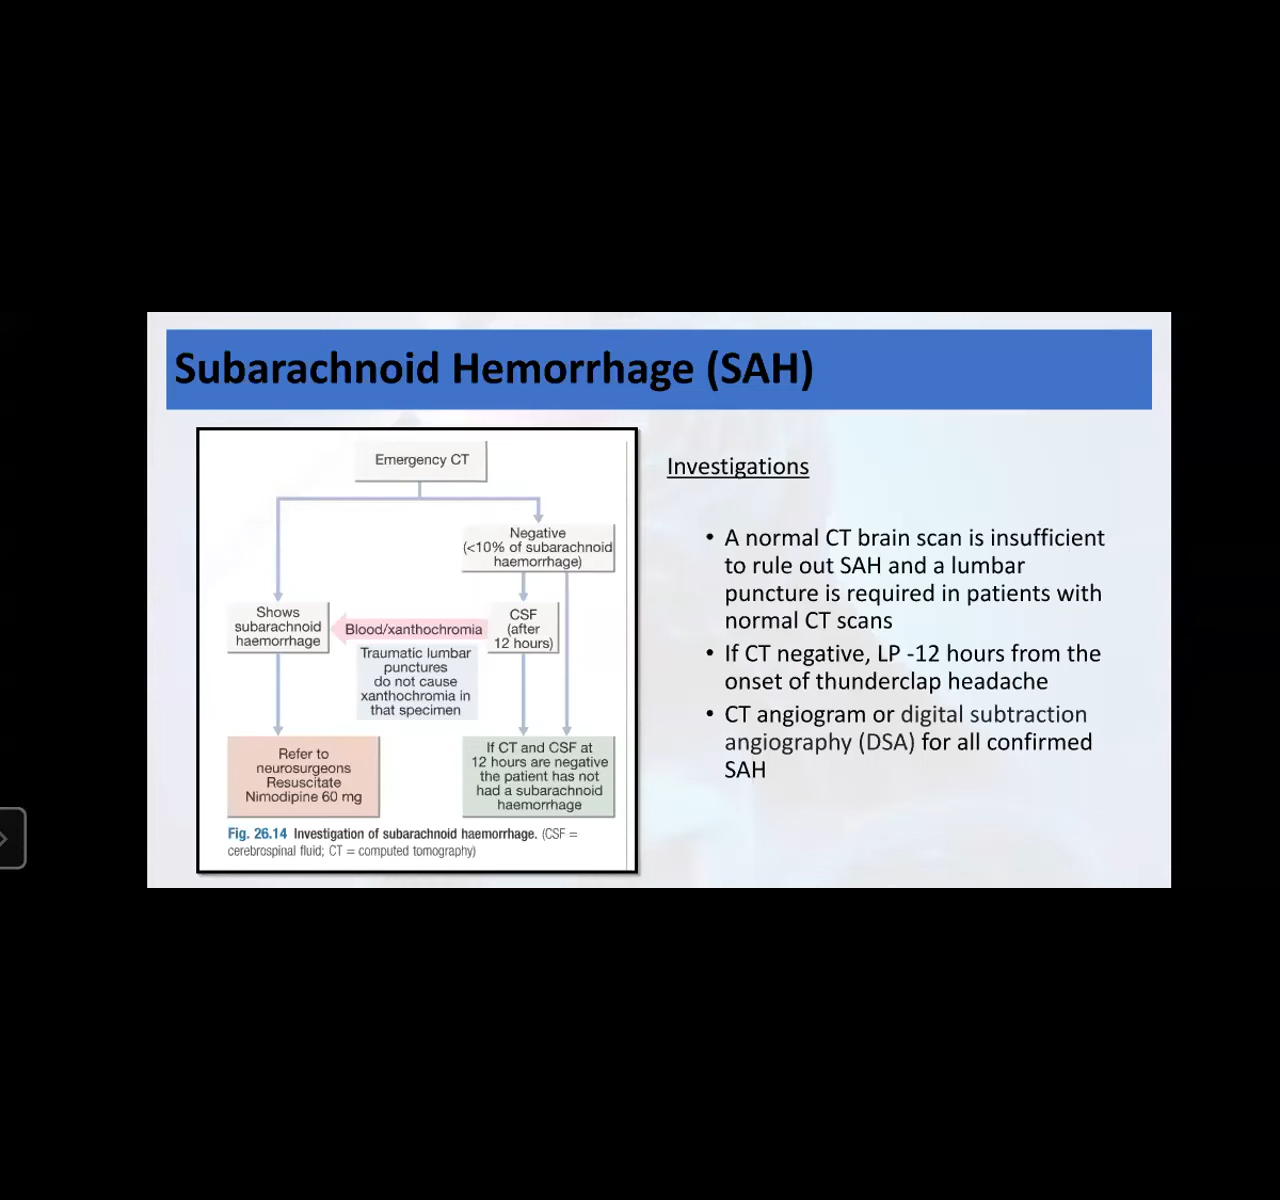 Subarachnoid Hemorrhage (SAH)
Emergency CT
Negative
(<10% of subarachnoid
haemorrhage)
Shows
subarachnoid
haemorrhage
Blood/xanthochromia
CSF
(after
12 hours)
Traumatic lumbar
punctures
do not cause
xanthochromia in
that specimen
Refer to
neurosurgeons
Resuscitate
Nimodipine 60 mg
If CT and CSF at
12 hours are negative
the patient has not
had a subarachnoid
haemorrhage
Fig. 26.14 Investigation of subarachnoid haemorrhage. (CSF =
cerebrospinal fluid; CT = computed tomography)
Investigations
• A normal CT brain scan is insufficient
to rule out SAH and a lumbar
puncture is required in patients with
normal CT scans
• If CT negative, LP -12 hours from the
onset of thunderclap headache
• CT angiogram or digital subtraction
angiography (DSA) for all confirmed
SAH